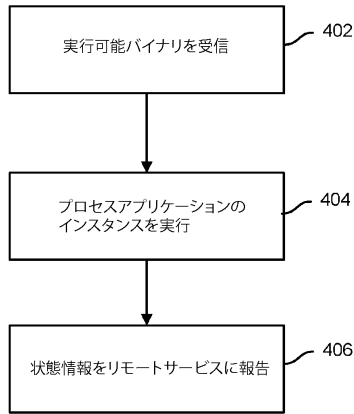 実行可能バイナリを受信
402
プロセスアプリケーションの
インスタンスを実行
404
状態情報をリモートサービスに報告
406